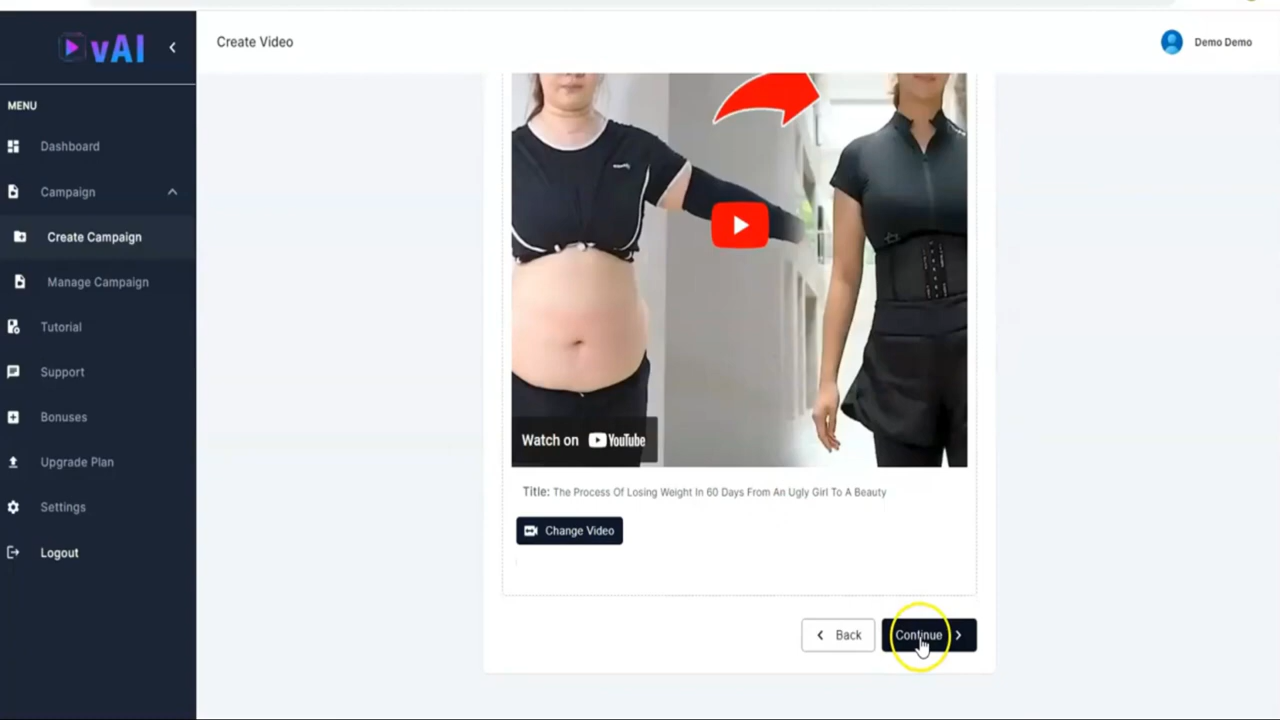 vAI
Create Video
Demo Demo
MENU
Dashboard
Campaign
Create Campaign
Manage Campaign
Tutorial
Support
Bonuses
Upgrade Plan
Settings
Logout
Watch on YouTube
Title: The Process Of Losing Weight In 60 Days From An Ugly Girl To A Beauty
Change Video
Back
Continue